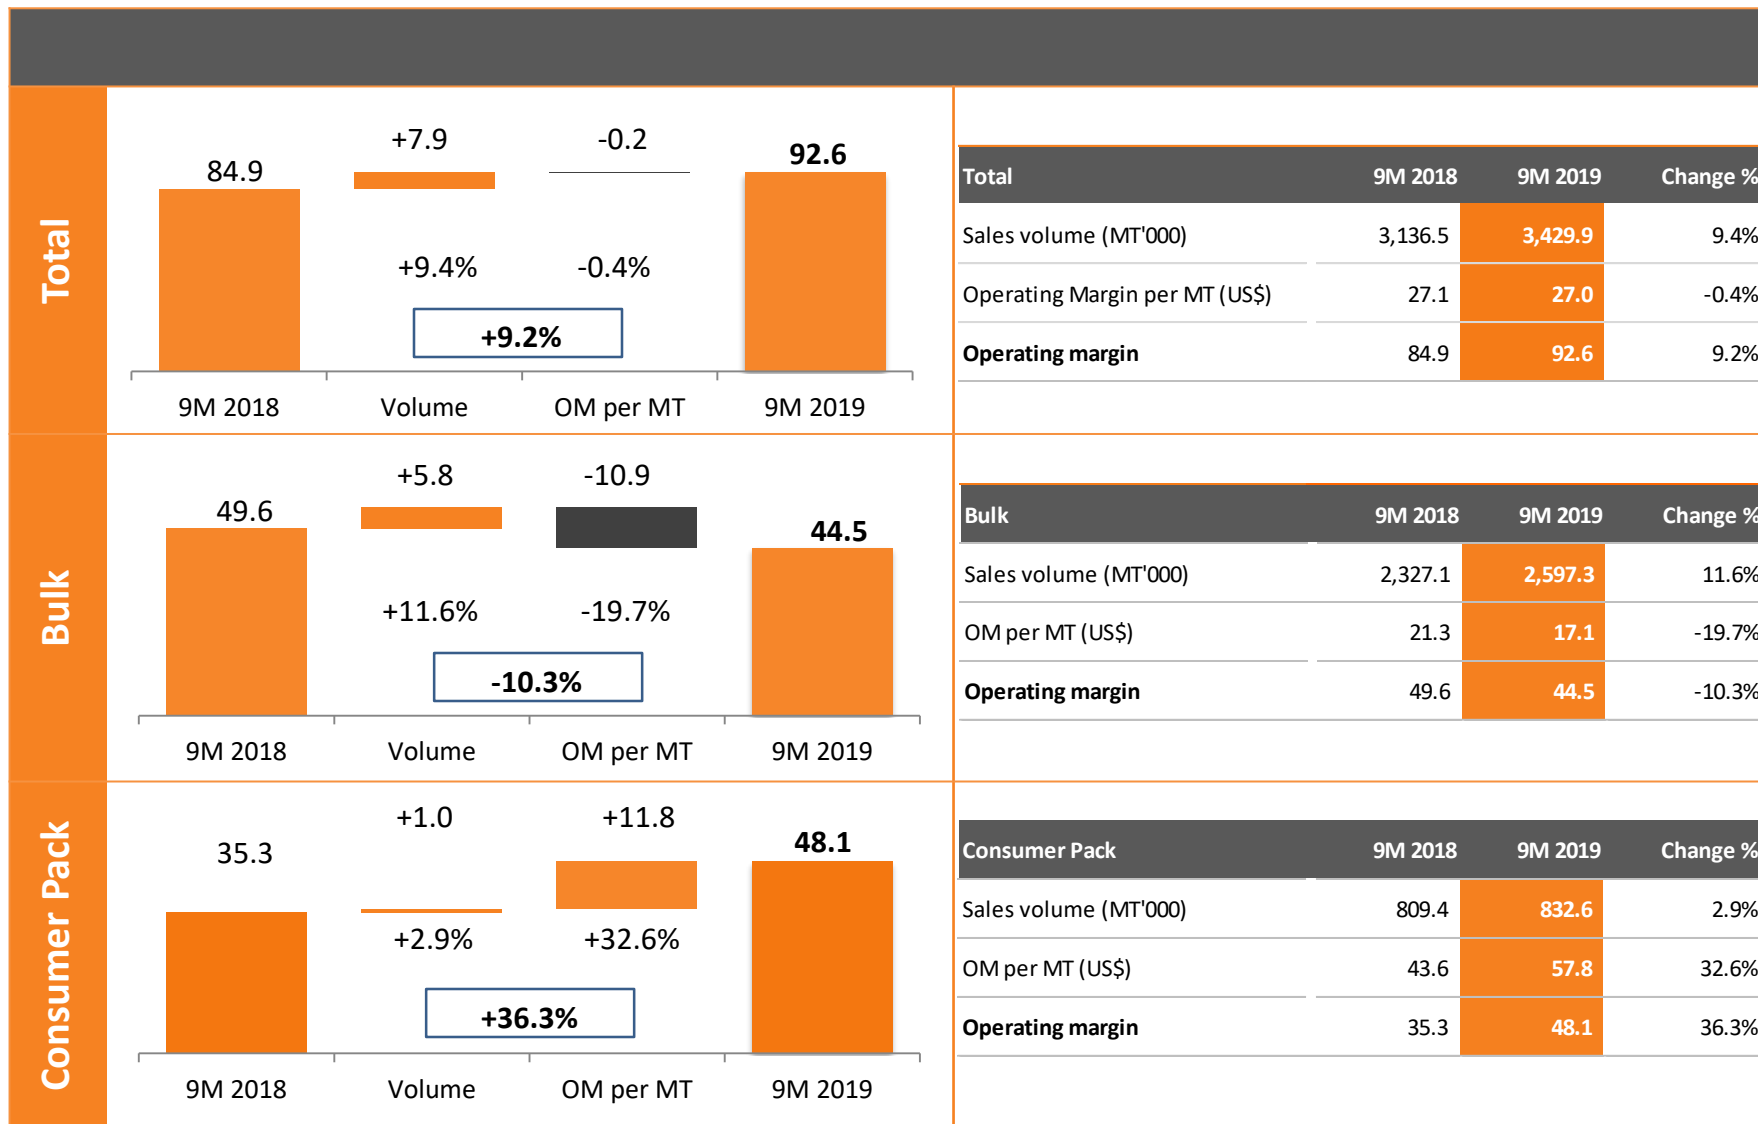 Total
+7.9 -0.2
84.9 92.6
+9.4% -0.4%
+9.2%
9M 2018 Volume OM per MT 9M 2019
Total 9M 2018 9M 2019 Change %
Sales volume (MT'000) 3,136.5 3,429.9 9.4%
Operating Margin per MT (US$) 27.1 27.0 -0.4%
Operating margin 84.9 92.6 9.2%
Bulk
+5.8 -10.9
49.6 44.5
+11.6% -19.7%
-10.3%
9M 2018 Volume OM per MT 9M 2019
Bulk 9M 2018 9M 2019 Change %
Sales volume (MT'000) 2,327.1 2,597.3 11.6%
OM per MT (US$) 21.3 17.1 -19.7%
Operating margin 49.6 44.5 -10.3%
Consumer Pack
+1.0 +11.8
35.3 48.1
+2.9% +32.6%
+36.3%
9M 2018 Volume OM per MT 9M 2019
Consumer Pack 9M 2018 9M 2019 Change %
Sales volume (MT'000) 809.4 832.6 2.9%
OM per MT (US$) 43.6 57.8 32.6%
Operating margin 35.3 48.1 36.3%